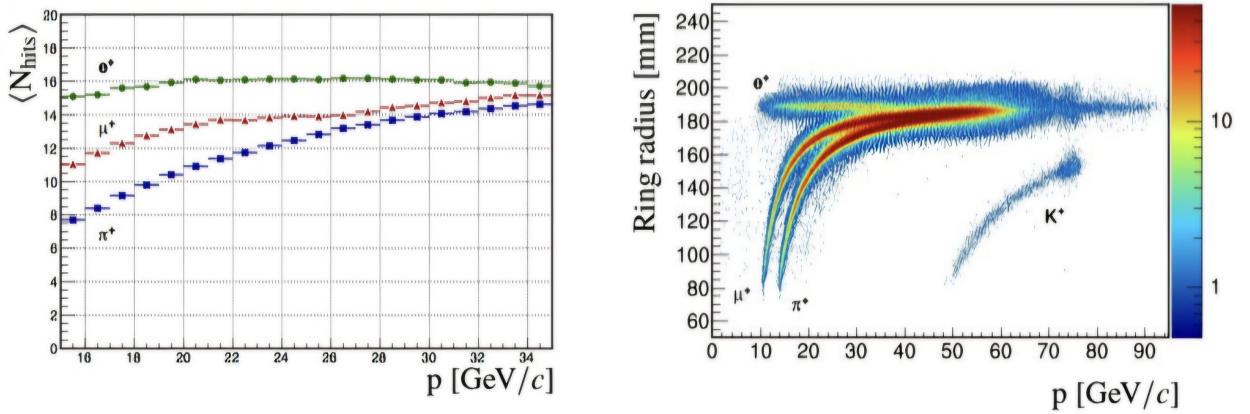 ⟨N_hits⟩
20
18
16
14
12
10
8
6
4
2
0
e⁺
μ⁺
π⁺
16 18 20 22 24 26 28 30 32 34
p [GeV/c]
Ring radius [mm]
240
220
200
180
160
140
120
100
80
60
e⁺
K⁺
μ⁺ π⁺
0 10 20 30 40 50 60 70 80 90
p [GeV/c]
10
1